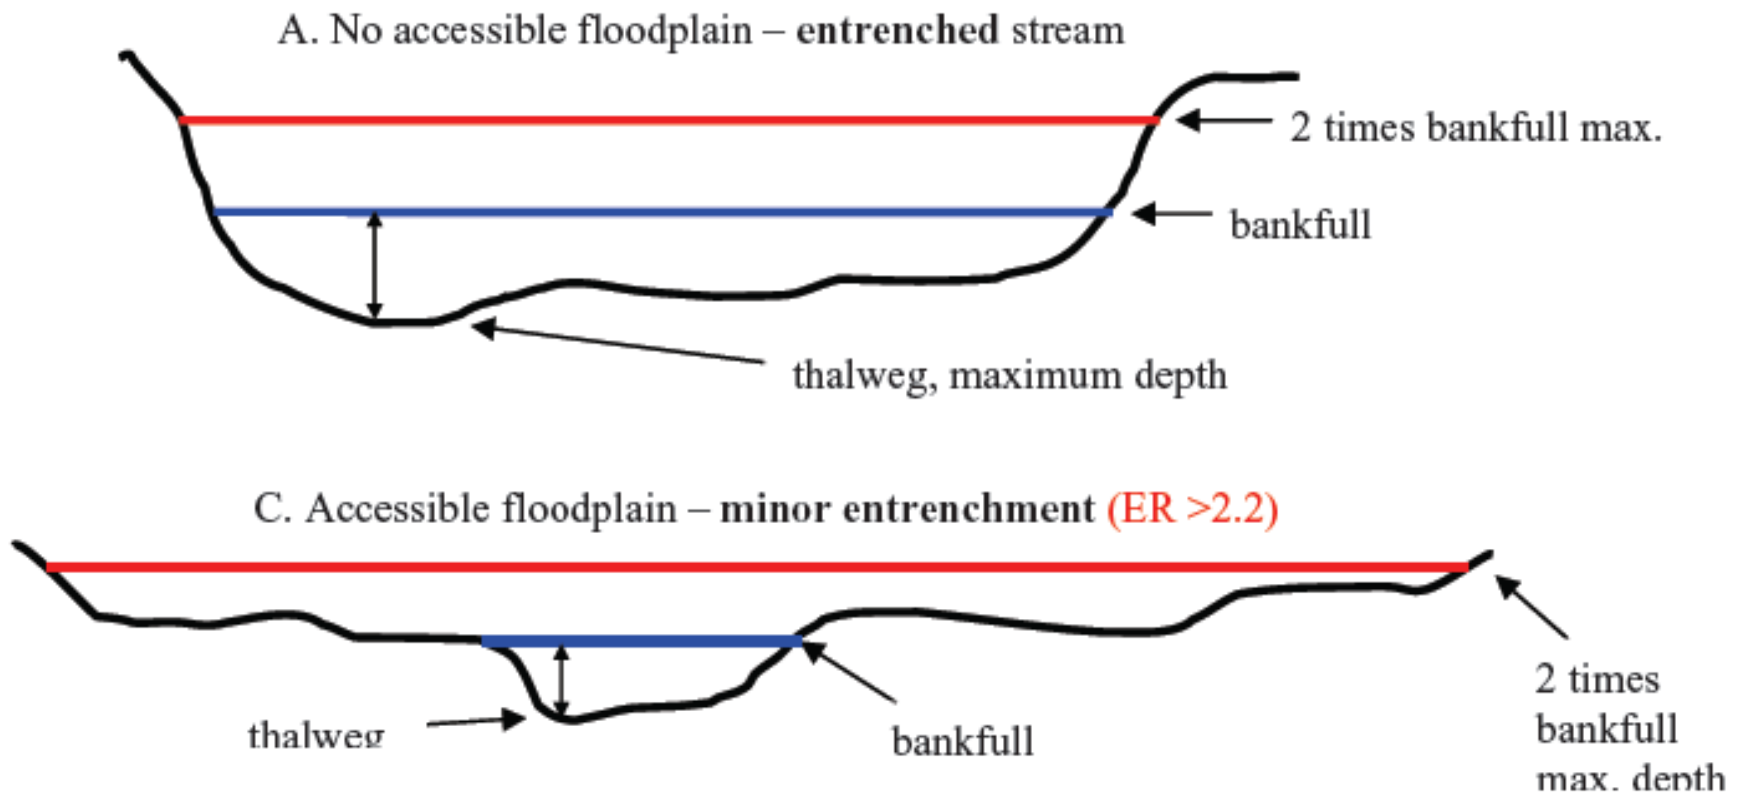 A. No accessible floodplain – entrenched stream
2 times bankfull max.
bankfull
thalweg, maximum depth
C. Accessible floodplain – minor entrenchment (ER >2.2)
thalweg
bankfull
2 times
bankfull
max. depth